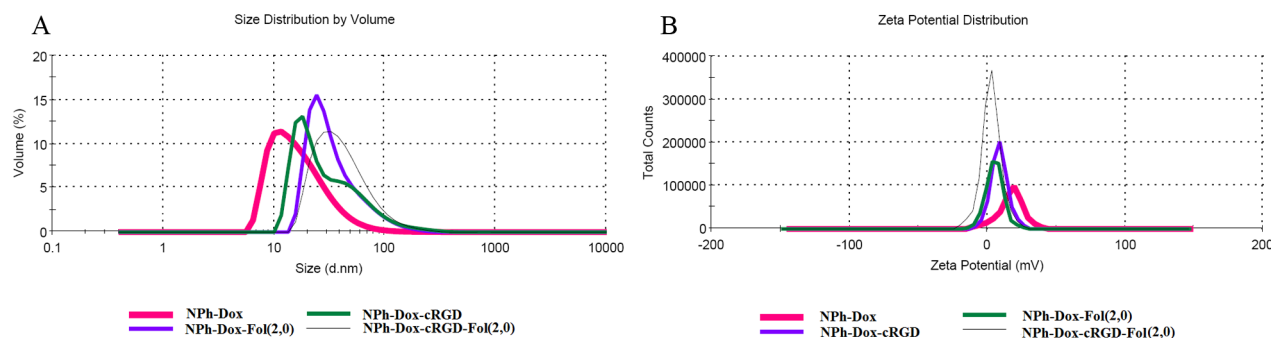 A
Size Distribution by Volume
20
15
10
5
0
Volume (%)
0.1 1 10 100 1000 10000
Size (d.nm)
NPh-Dox
NPh-Dox-cRGD
NPh-Dox-Fol(2,0)
NPh-Dox-cRGD-Fol(2,0)
B
Zeta Potential Distribution
400000
300000
200000
100000
0
Total Counts
-200 -100 0 100 200
Zeta Potential (mV)
NPh-Dox
NPh-Dox-Fol(2,0)
NPh-Dox-cRGD
NPh-Dox-cRGD-Fol(2,0)